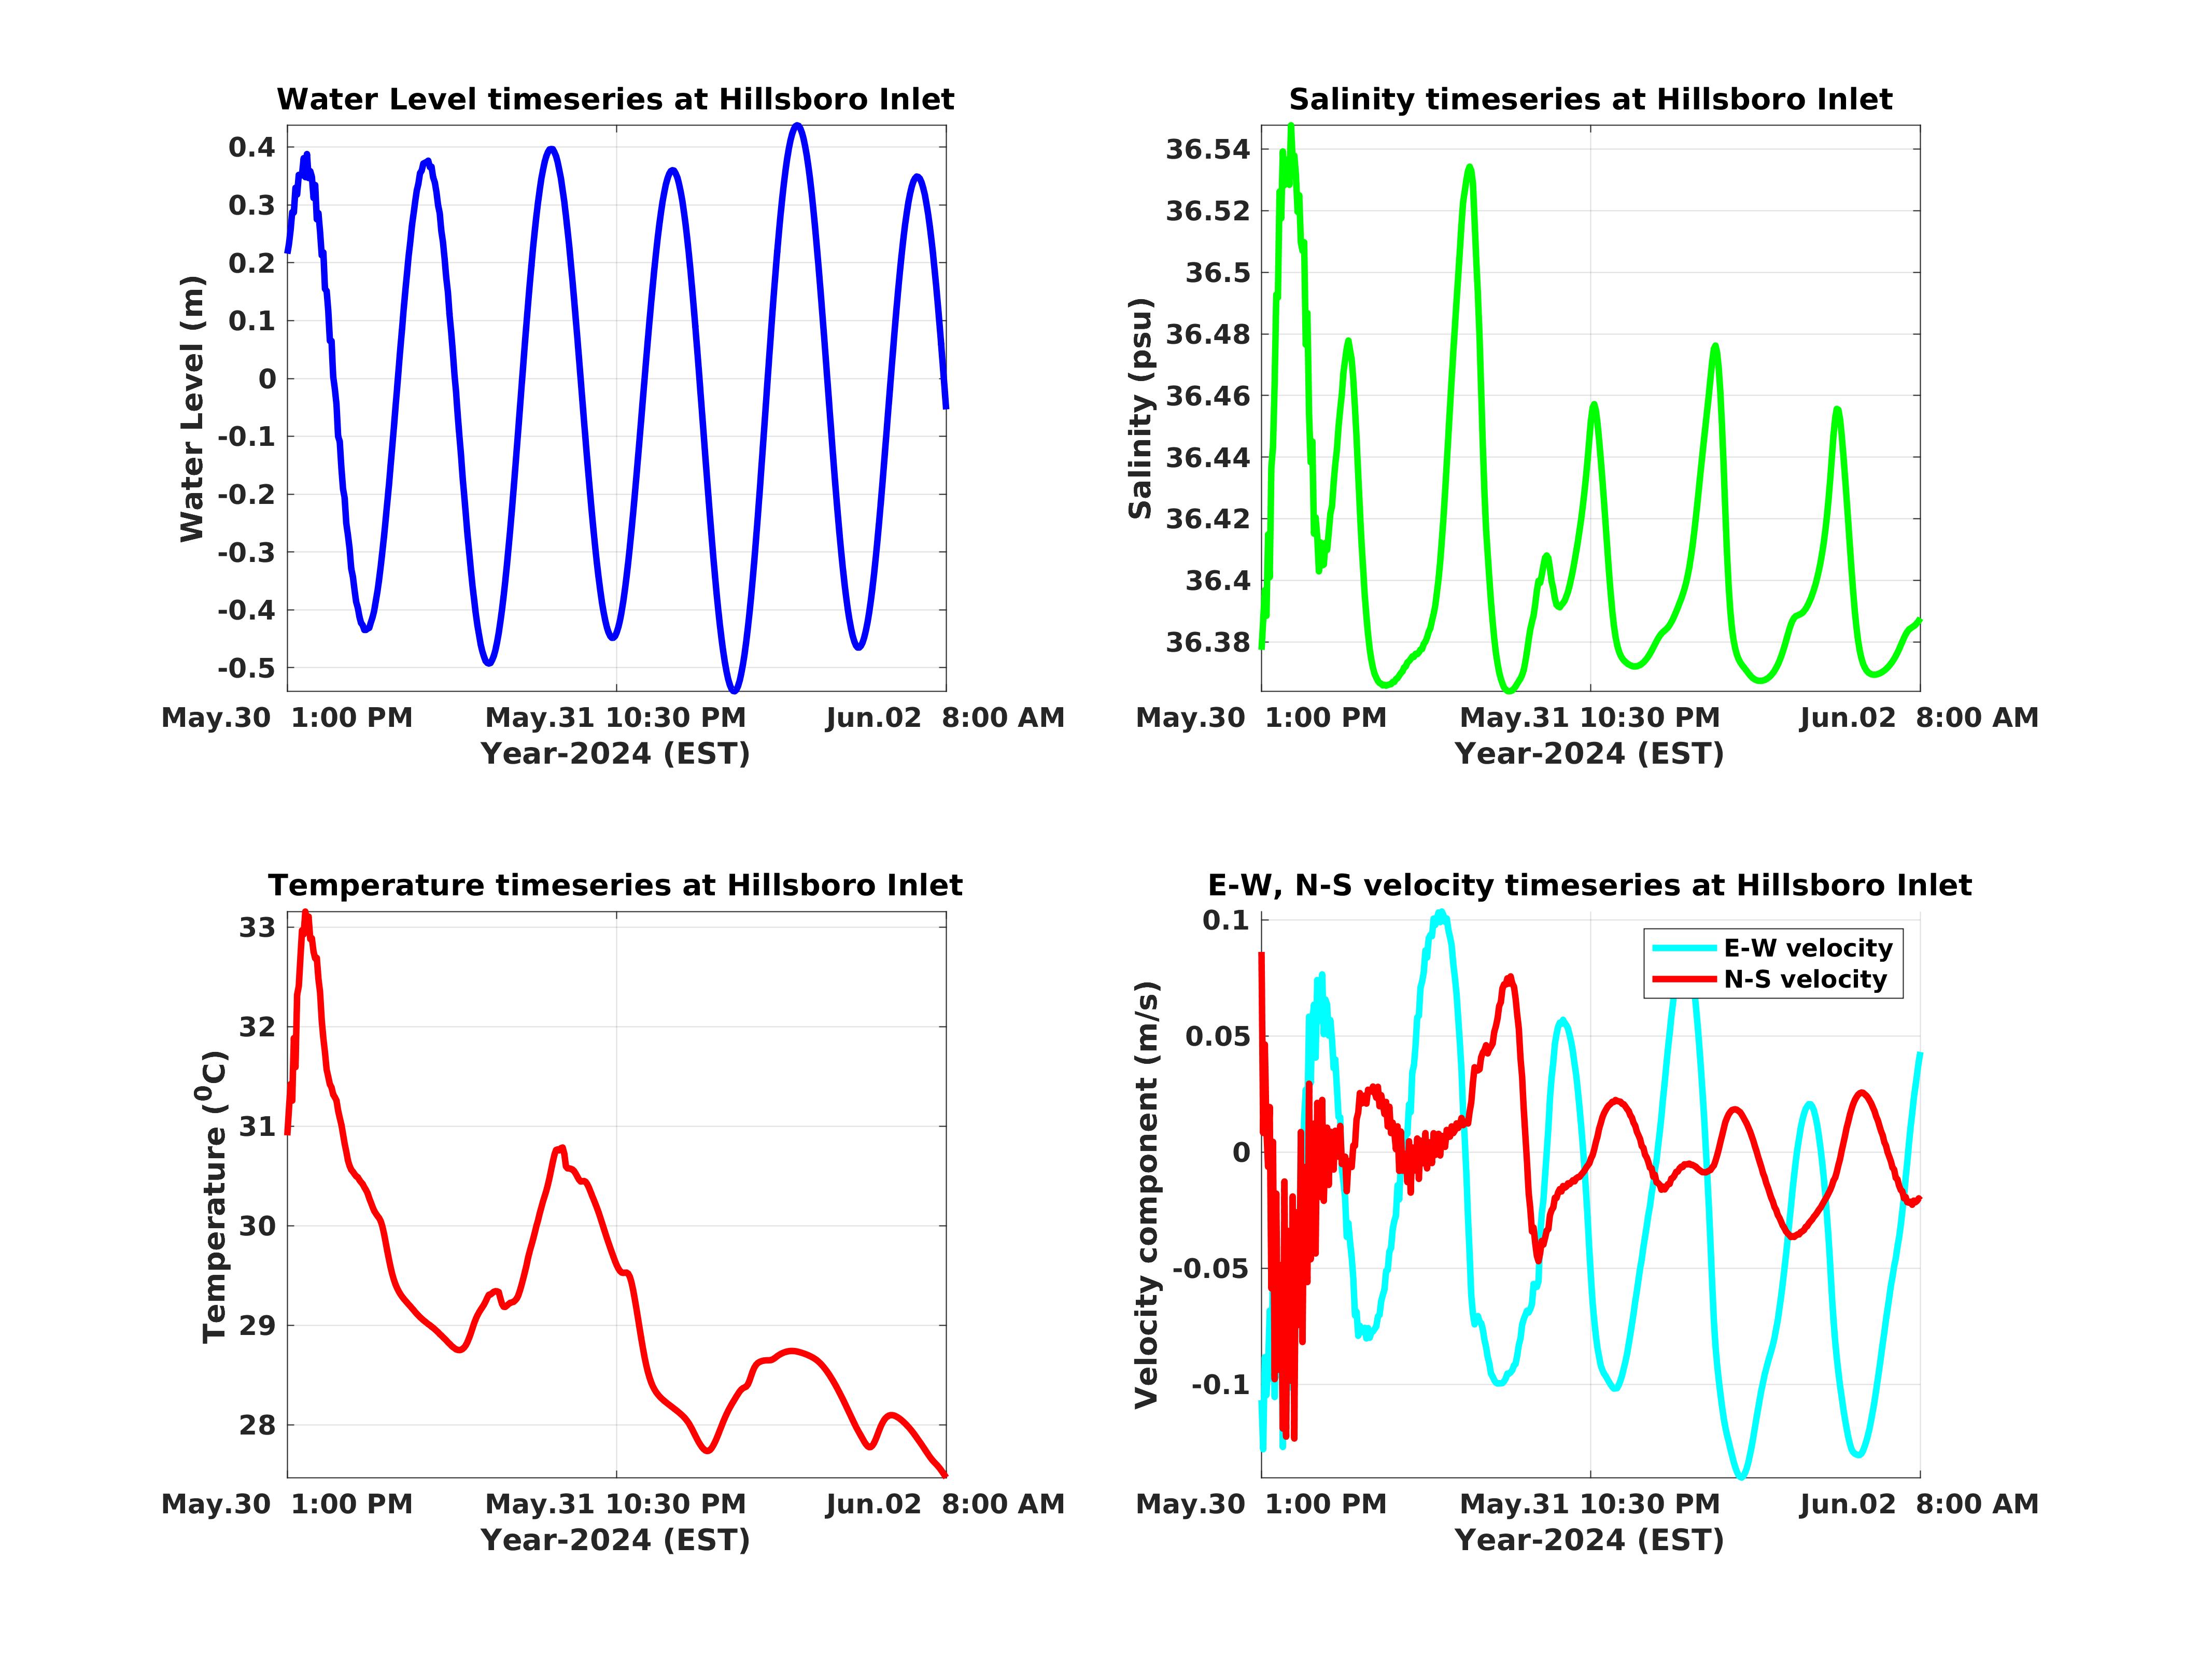 Water Level timeseries at Hillsboro Inlet
0.4
0.3
0.2
0.1
0
-0.1
-0.2
-0.3
-0.4
-0.5
Water Level (m)
May.30 1:00 PM
May.31 10:30 PM
Jun.02 8:00 AM
Year-2024 (EST)
Salinity timeseries at Hillsboro Inlet
36.54
36.52
36.5
36.48
36.46
36.44
36.42
36.4
36.38
Salinity (psu)
May.30 1:00 PM
May.31 10:30 PM
Jun.02 8:00 AM
Year-2024 (EST)
Temperature timeseries at Hillsboro Inlet
33
32
31
30
29
28
Temperature (⁰C)
May.30 1:00 PM
May.31 10:30 PM
Jun.02 8:00 AM
Year-2024 (EST)
E-W, N-S velocity timeseries at Hillsboro Inlet
0.1
0.05
0
-0.05
-0.1
Velocity component (m/s)
E-W velocity
N-S velocity
May.30 1:00 PM
May.31 10:30 PM
Jun.02 8:00 AM
Year-2024 (EST)